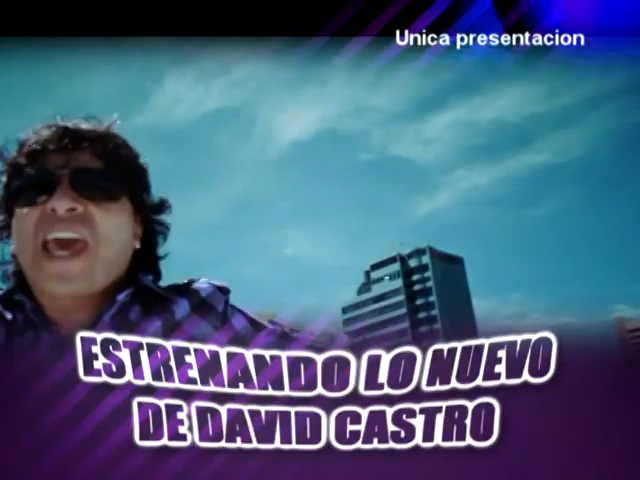 Unica presentacion
ESTRENANDO LO NUEVO
DE DAVID CASTRO